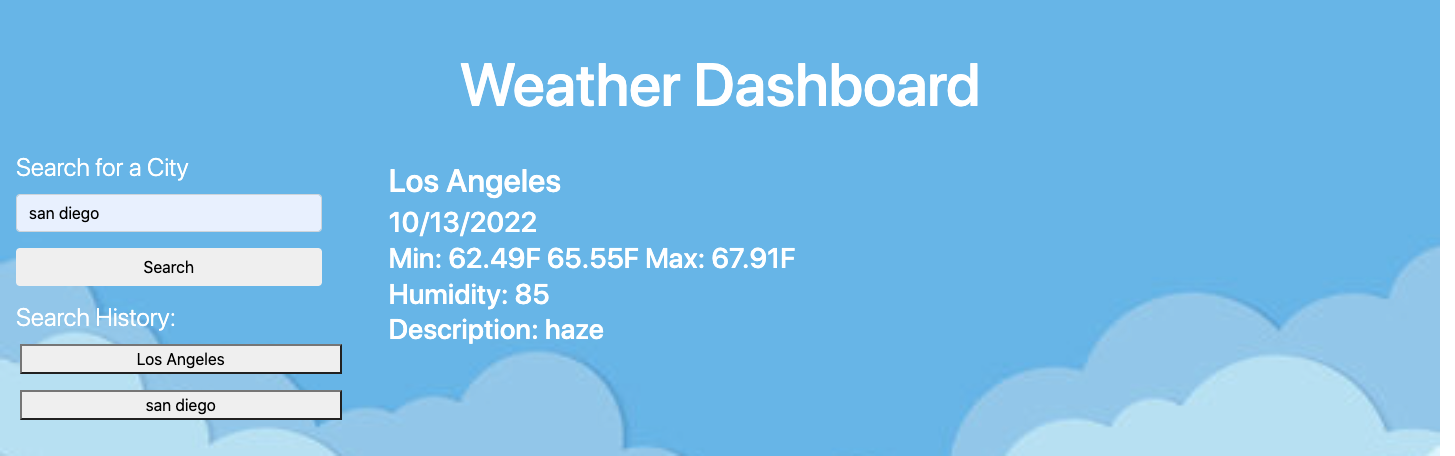 Weather Dashboard
Search for a City
san diego
Search
Search History:
Los Angeles
san diego
Los Angeles
10/13/2022
Min: 62.49F 65.55F Max: 67.91F
Humidity: 85
Description: haze